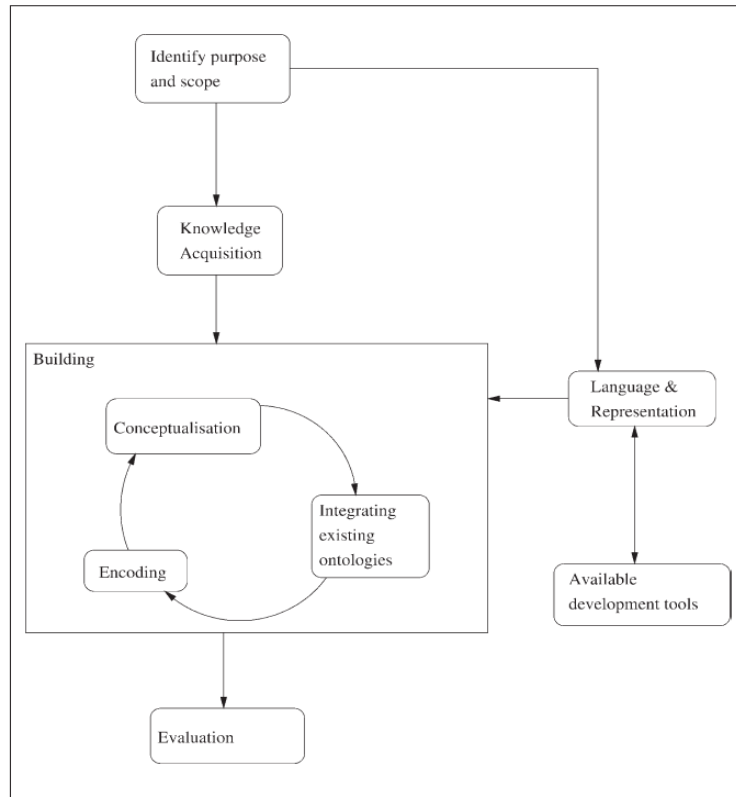 Identify purpose
and scope
Knowledge
Acquisition
Building
Language &
Representation
Conceptualisation
Integrating
existing
ontologies
Encoding
Available
development tools
Evaluation